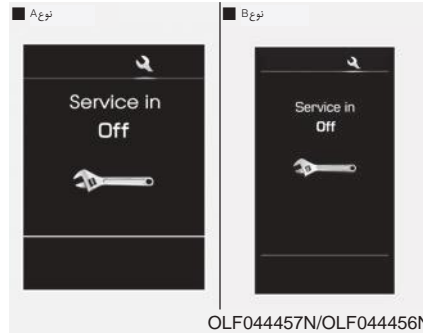 ■ نوعA
Service in
Off
■ نوعB
Service in
Off
OLF044457N/OLF044456N